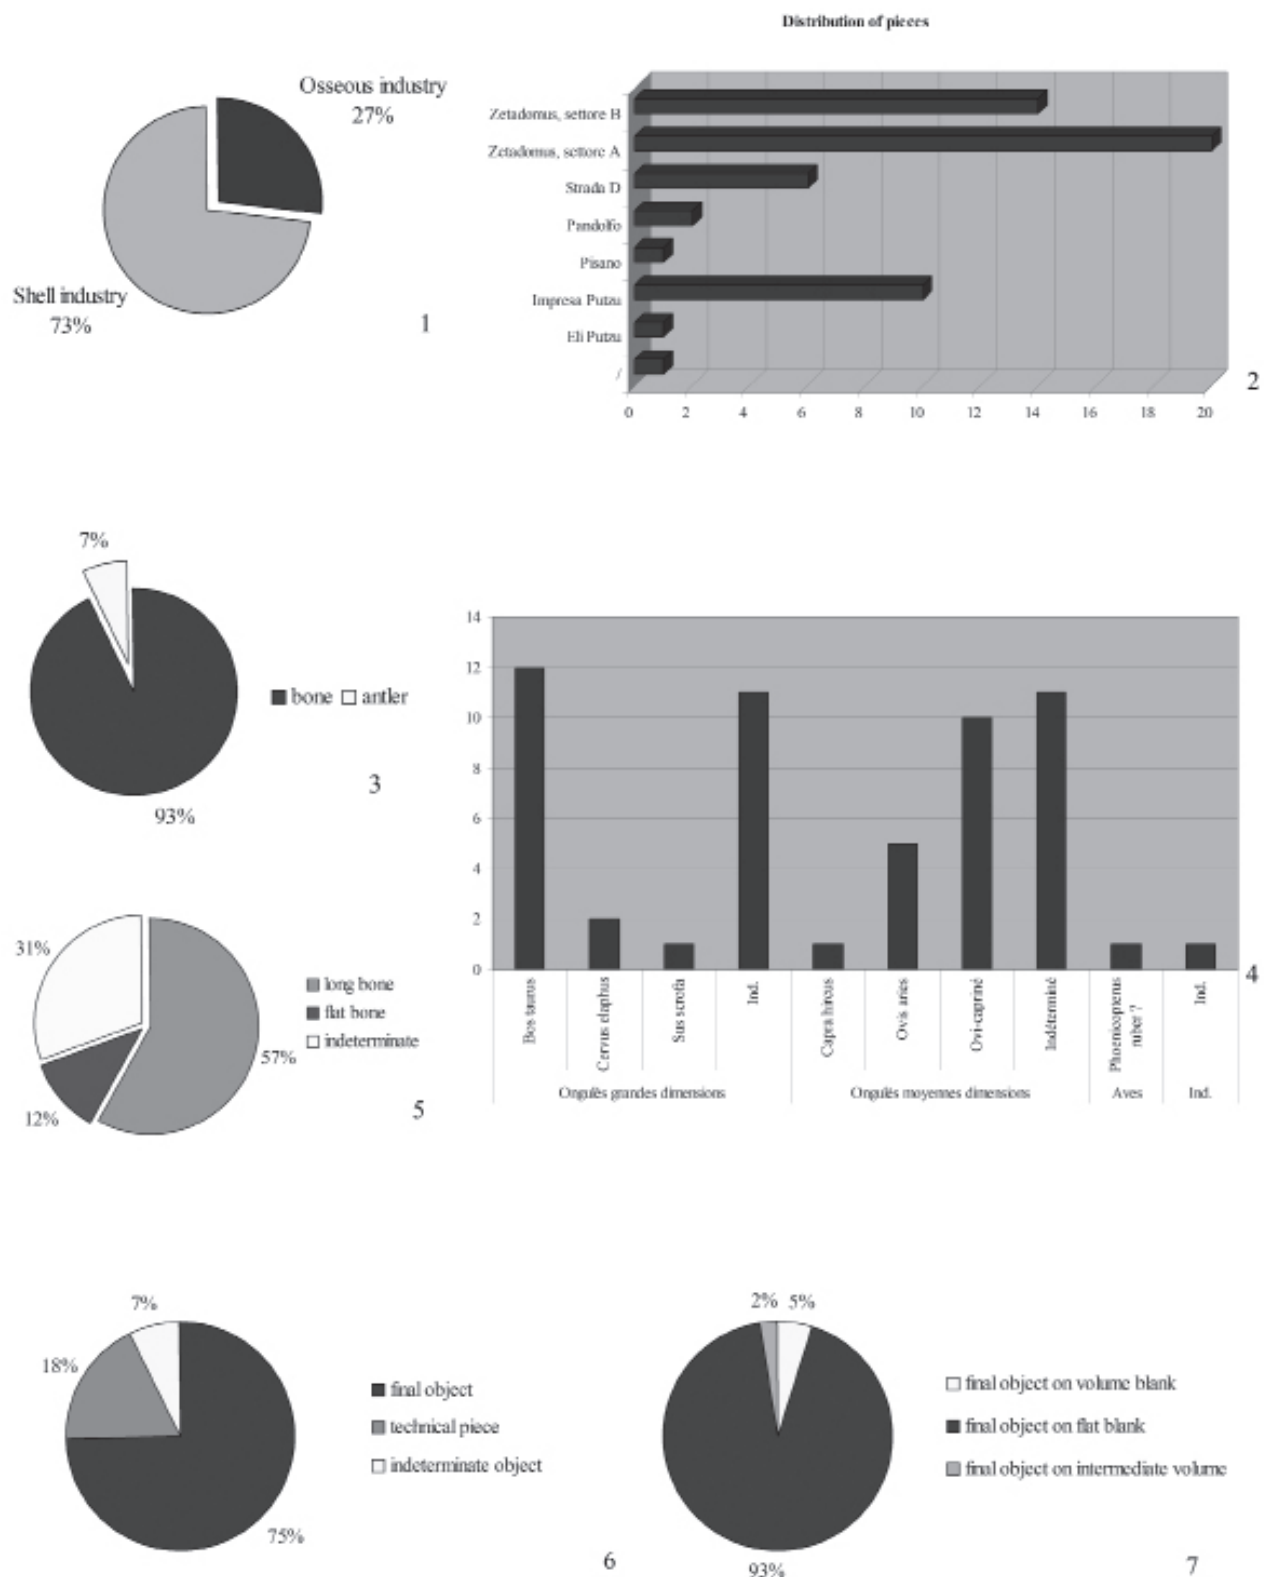 Distribution of pieces
Osseous industry
27%
Shell industry
73%
1
Zetadomus, settore B
Zetadomus, settore A
Strada D
Pandolfo
Pisano
Impresa Putzu
Eli Putzu
/
0 2 4 6 8 10 12 14 16 18 20
2
7%
bone antler
93%
3
14
12
10
8
6
4
2
0
Bos taurus
Cervus elaphus
Sus scrofa
Ind.
Capra hircus
Ovis aries
Ovi-capriné
Indéterminé
Phoenicopterus
ruber ?
Ind.
Ongulés grandes dimensions
Ongulés moyennes dimensions
Aves
Ind.
4
31%
long bone
flat bone
indeterminate
57%
12%
5
7%
18%
final object
technical piece
indeterminate object
75%
6
2% 5%
final object on volume blank
final object on flat blank
final object on intermediate volume
93%
7